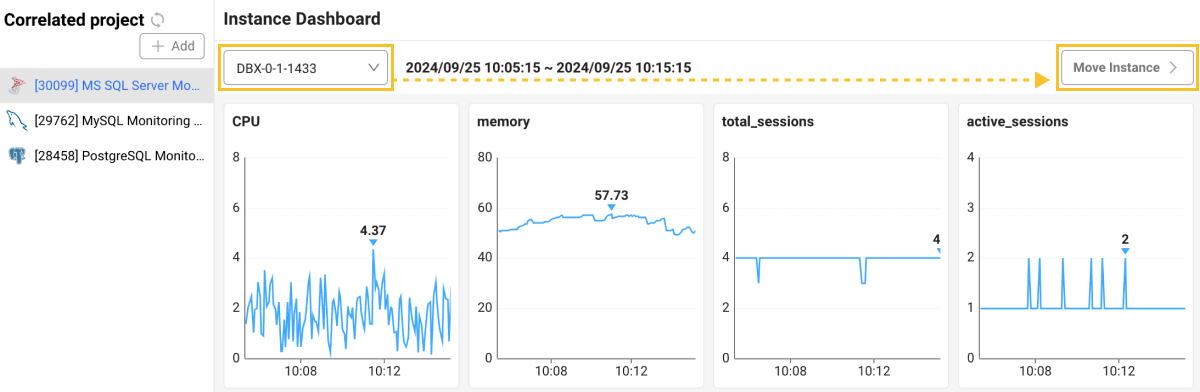 Correlated project
Add
[30099] MS SQL Server Mo...
[29762] MySQL Monitoring ...
[28458] PostgreSQL Monito...
Instance Dashboard
DBX-0-1-1433
2024/09/25 10:05:15 ~ 2024/09/25 10:15:15
Move Instance
CPU
8
6
4
2
0
4.37
10:08
10:12
memory
80
60
40
20
0
57.73
10:08
10:12
total_sessions
8
6
4
2
0
4
10:08
10:12
active_sessions
4
3
2
1
0
2
10:08
10:12